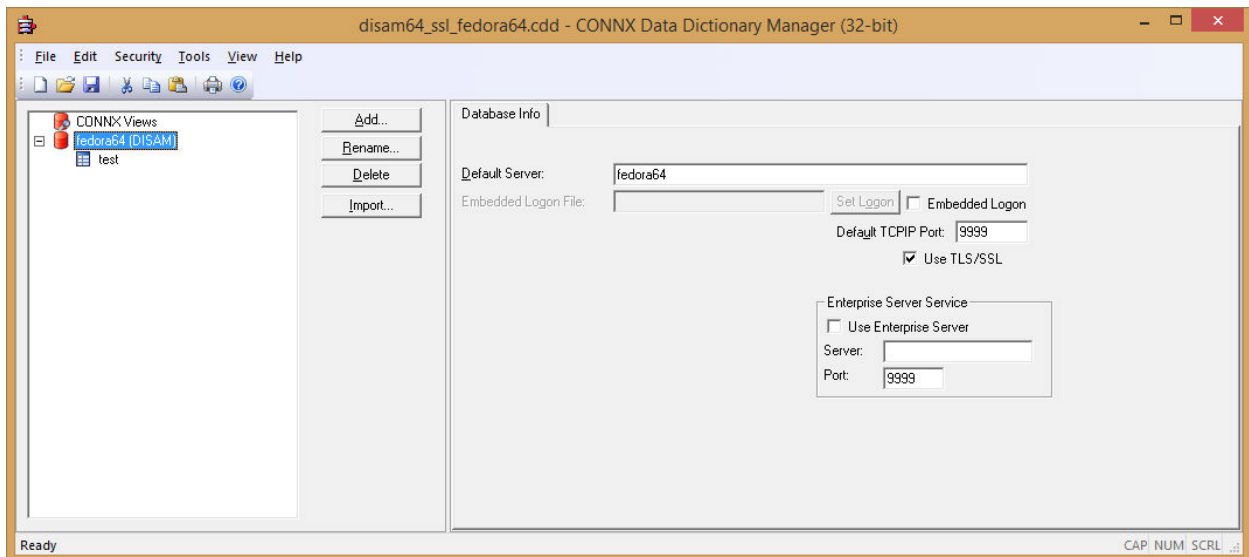 disam64_ssl_fedora64.cdd - CONNX Data Dictionary Manager (32-bit)
File Edit Security Tools View Help
CONNX Views
fedora64 (DISAM)
test
Add...
Rename...
Delete
Import...
Database Info
Default Server: fedora64
Embedded Logon File: Set Logon Embedded Logon
Default TCPIP Port: 9999
Use TLS/SSL
Enterprise Server Service
Use Enterprise Server
Server:
Port: 9999
Ready CAP NUM SCRL